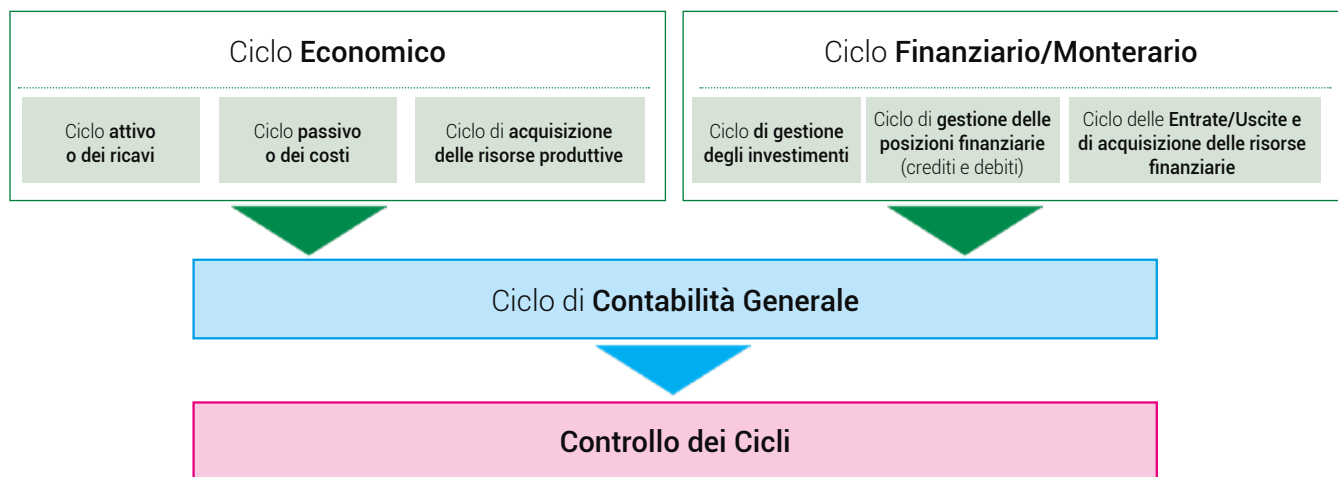 Ciclo Economico
Ciclo attivo
o dei ricavi
Ciclo passivo
o dei costi
Ciclo di acquisizione
delle risorse produttive
Ciclo Finanziario/Monterario
Ciclo di gestione
degli investimenti
Ciclo di gestione delle
posizioni finanziarie
(crediti e debiti)
Ciclo delle Entrate/Uscite e
di acquisizione delle risorse
finanziarie
Ciclo di Contabilità Generale
Controllo dei Cicli